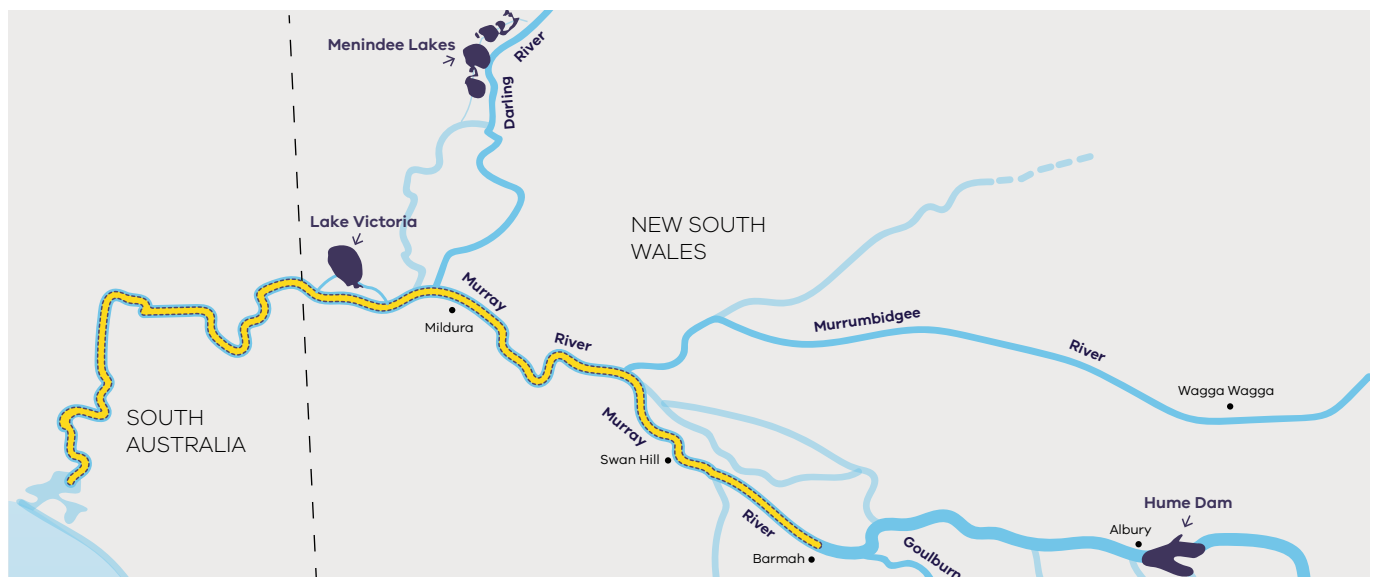 Menindee Lakes
River
Darling
Lake Victoria
NEW SOUTH
WALES
Murray
Mildura
River
Murrumbidgee
River
Wagga Wagga
SOUTH
AUSTRALIA
Murray
Swan Hill
River
Barmah
Goulburn
Albury
Hume Dam